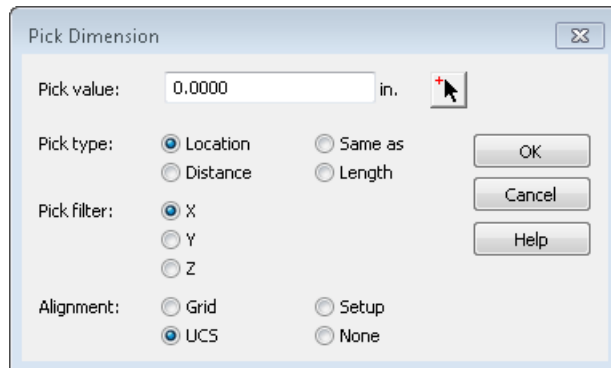 Pick Dimension
Pick value: 0.0000 in.
Pick type: Location Same as
Distance Length
OK
Cancel
Help
Pick filter: X
Y
Z
Alignment: Grid Setup
UCS None